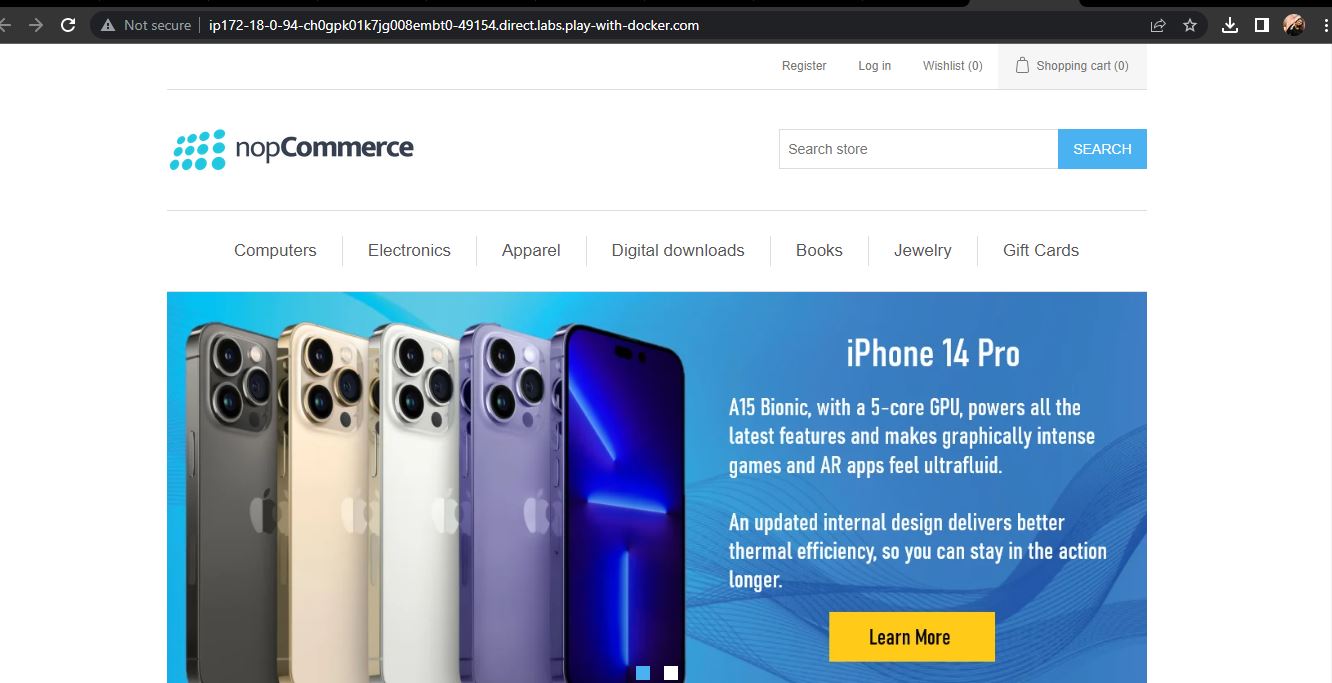 Not secure ip172-18-0-94-ch0gpk01k7jg008embt0-49154.direct.labs.play-with-docker.com
Register Log in Wishlist (0) Shopping cart (0)
nopCommerce
Search store SEARCH
Computers Electronics Apparel Digital downloads Books Jewelry Gift Cards
iPhone 14 Pro
A15 Bionic, with a 5-core GPU, powers all the
latest features and makes graphically intense
games and AR apps feel ultrafluid.
An updated internal design delivers better
thermal efficiency, so you can stay in the action
longer.
Learn More